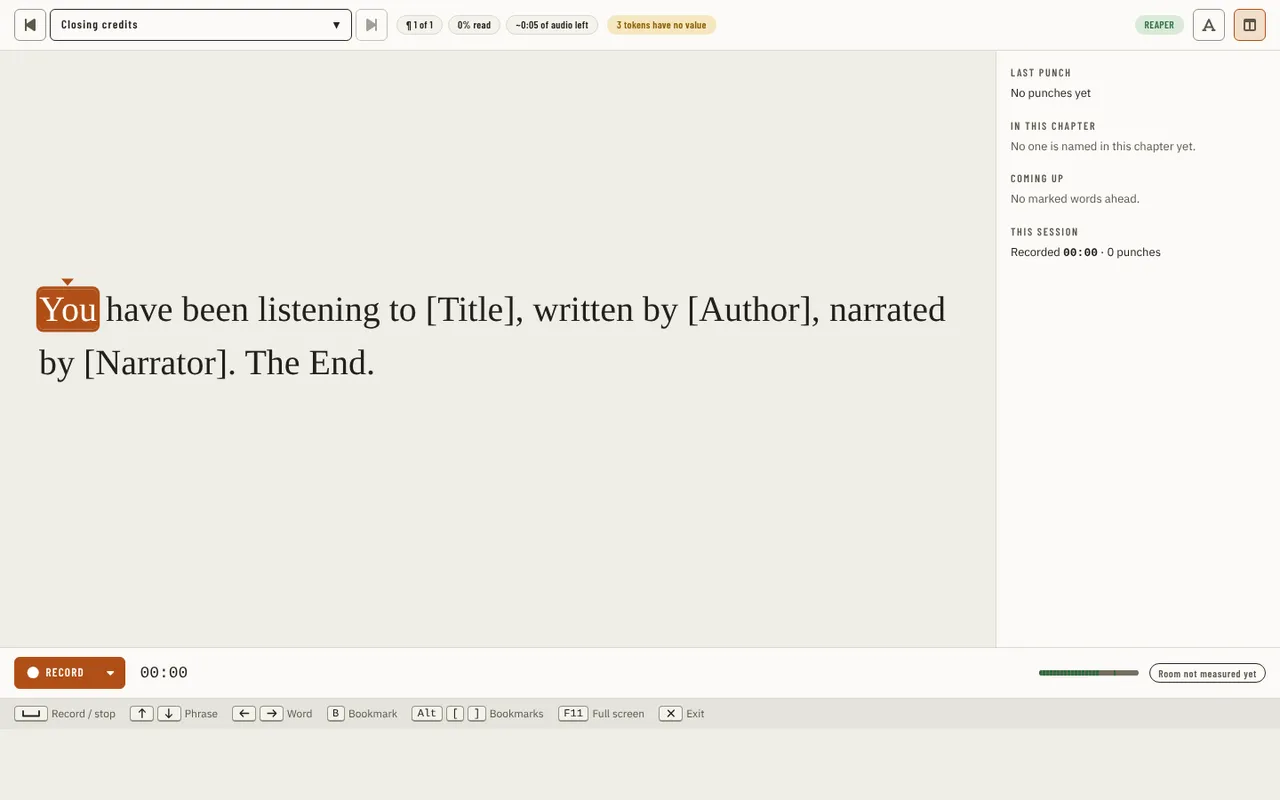 Closing credits
¶ 1 of 1
0% read
~0:05 of audio left
3 tokens have no value
REAPER
A
LAST PUNCH
No punches yet
IN THIS CHAPTER
No one is named in this chapter yet.
COMING UP
No marked words ahead.
THIS SESSION
Recorded 00:00 · 0 punches
You have been listening to [Title], written by [Author], narrated
by [Narrator]. The End.
RECORD
00:00
Room not measured yet
Record / stop
↑ ↓ Phrase
← → Word
B Bookmark
Alt [ ] Bookmarks
F11 Full screen
✕ Exit